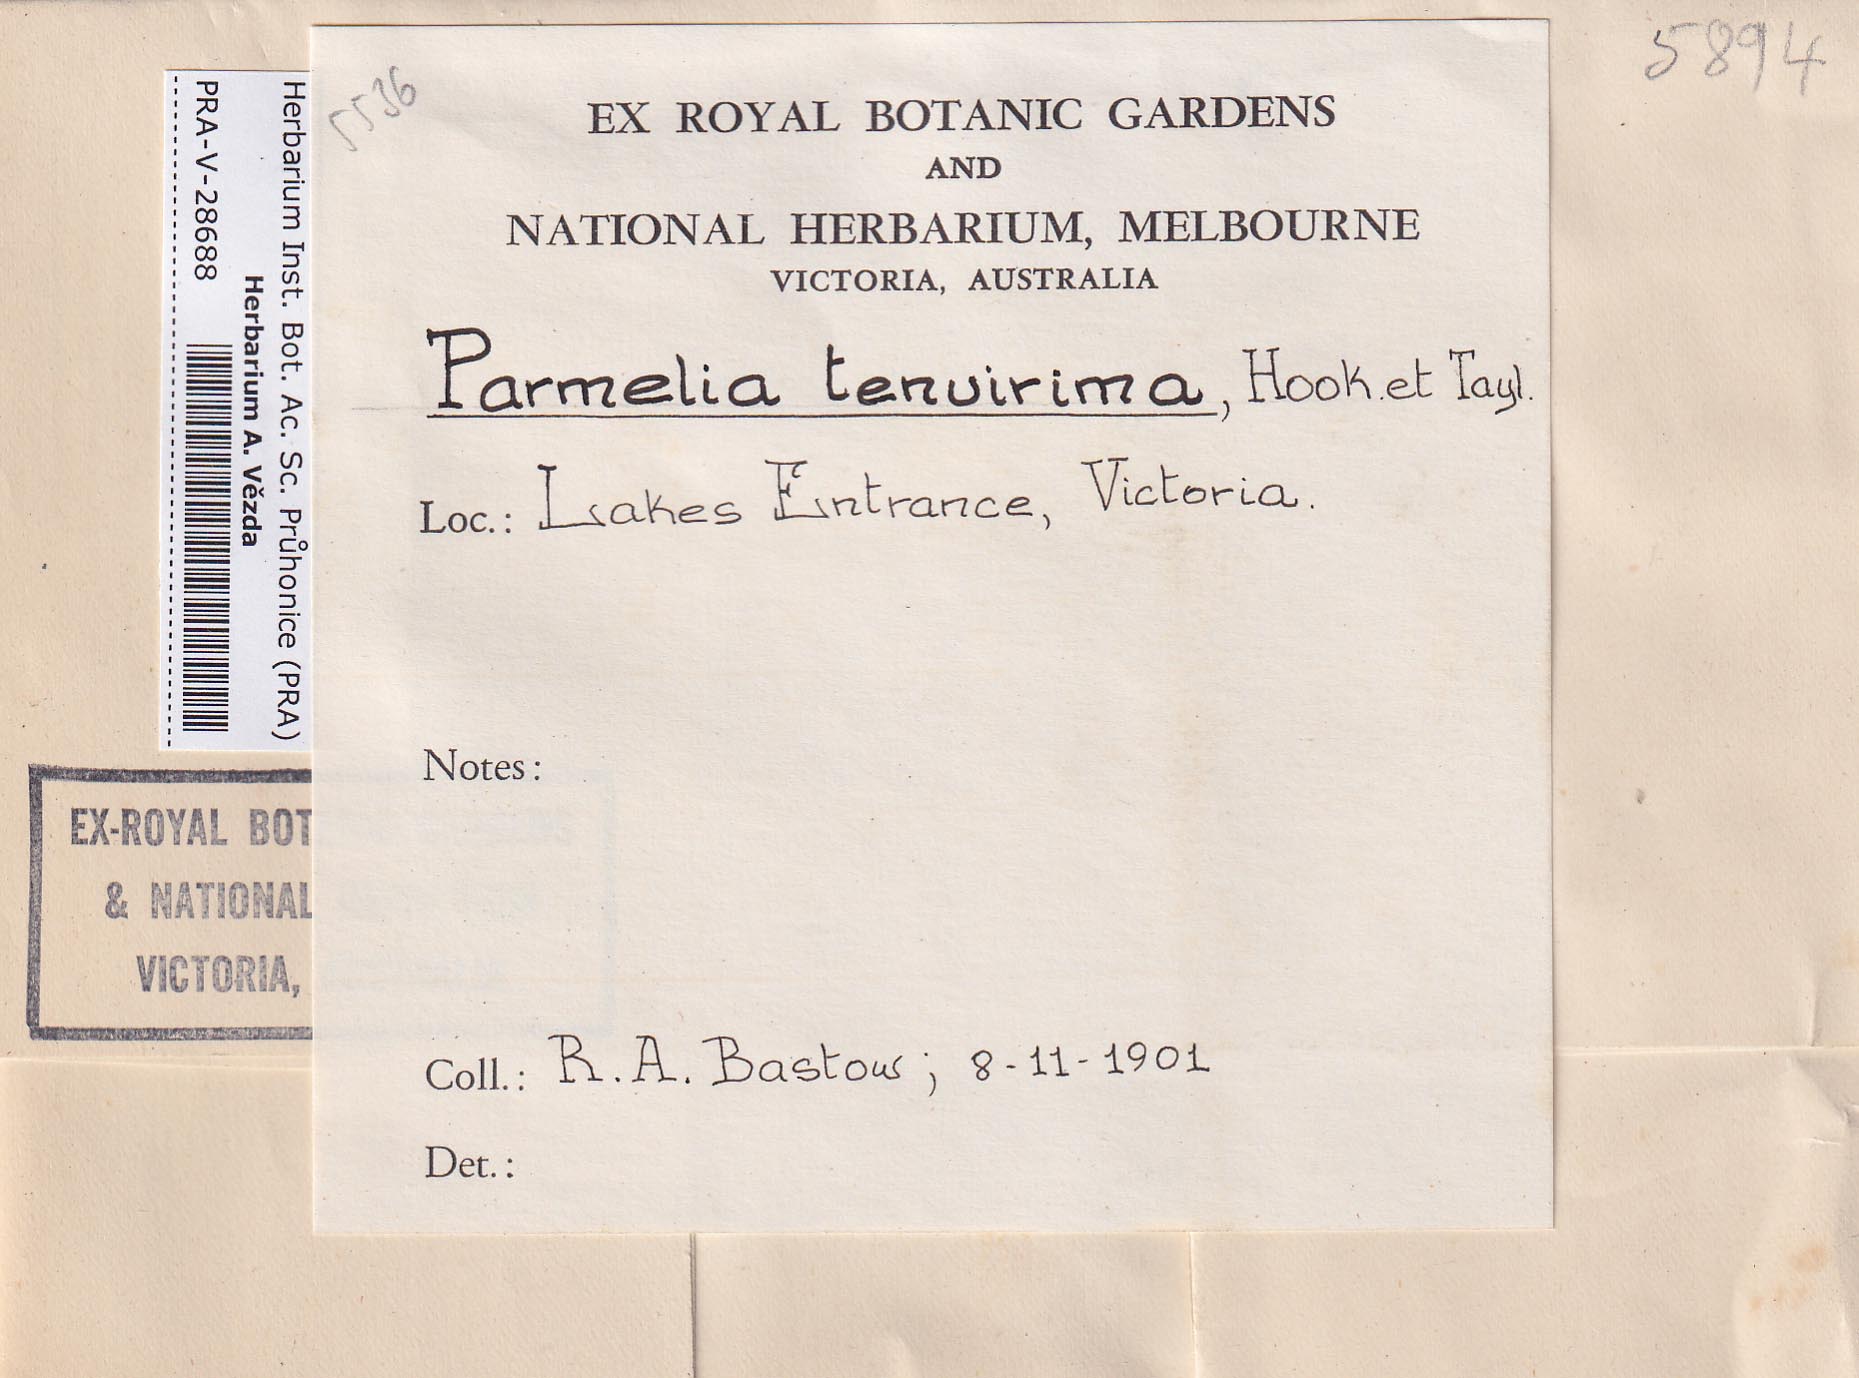 5894
5536
EX ROYAL BOTANIC GARDENS
AND
NATIONAL HERBARIUM, MELBOURNE
VICTORIA, AUSTRALIA
Parmelia tenuirima, Hook. et Tayl.
Loc.: Lakes Entrance, Victoria.
Notes:
Coll.: R. A. Bastow; 8-11-1901
Det.:
Herbarium Inst. Bot. Ac. Sc. Průhonice (PRA)
Herbarium A. Vězda
PRA-V-28688
EX-ROYAL BOT
& NATIONAL
VICTORIA,